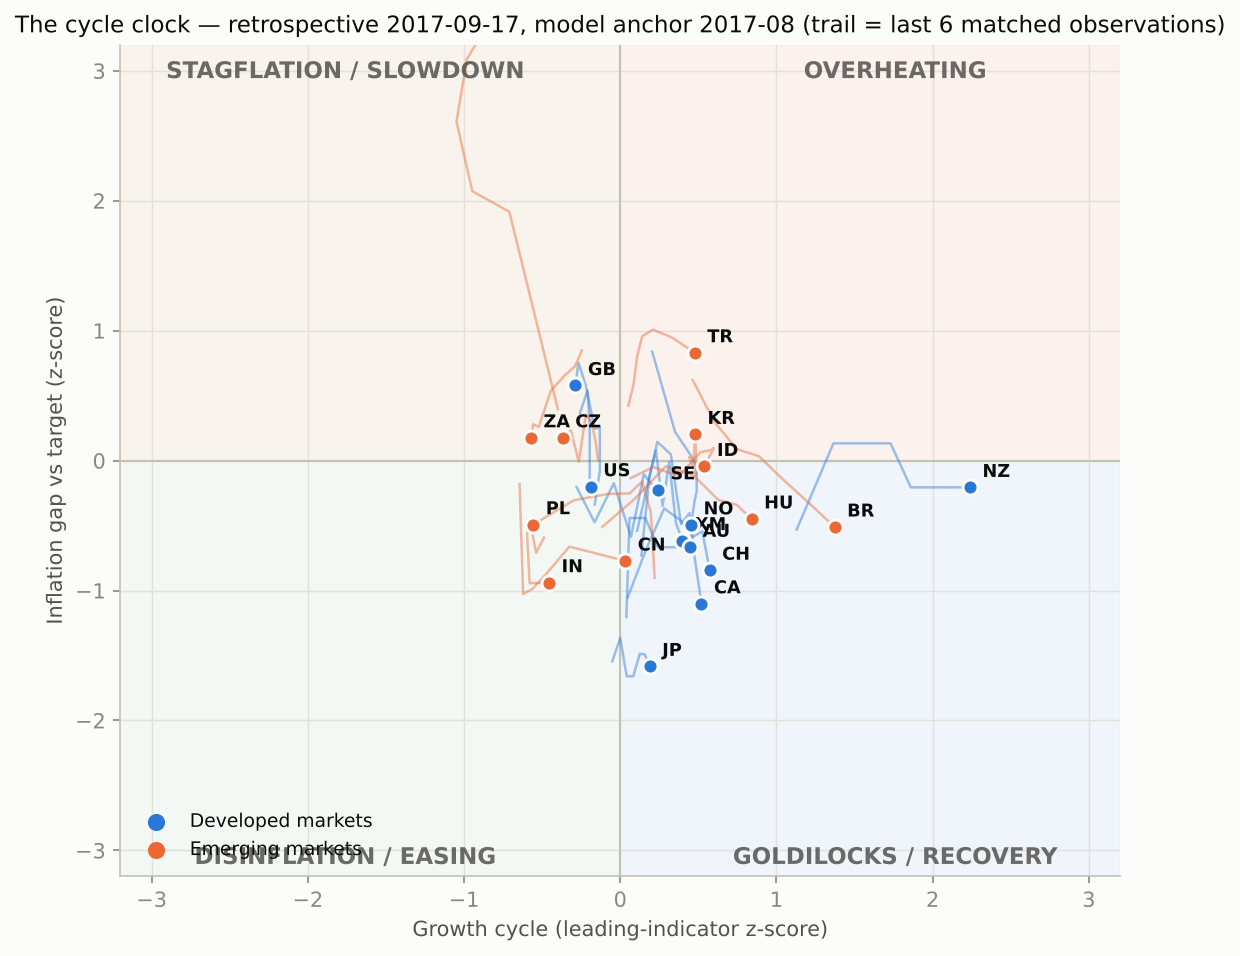 The cycle clock — retrospective 2017-09-17, model anchor 2017-08 (trail = last 6 matched observations)
STAGFLATION / SLOWDOWN
OVERHEATING
3
2
1
0
−1
−2
−3
Inflation gap vs target (z-score)
TR
GB
KR
ZA
CZ
ID
US
SE
NZ
PL
NO
HU
BR
XM
AU
CN
CH
IN
CA
JP
Developed markets
Emerging markets
DISINFLATION / EASING
GOLDILOCKS / RECOVERY
−3
−2
−1
0
1
2
3
Growth cycle (leading-indicator z-score)